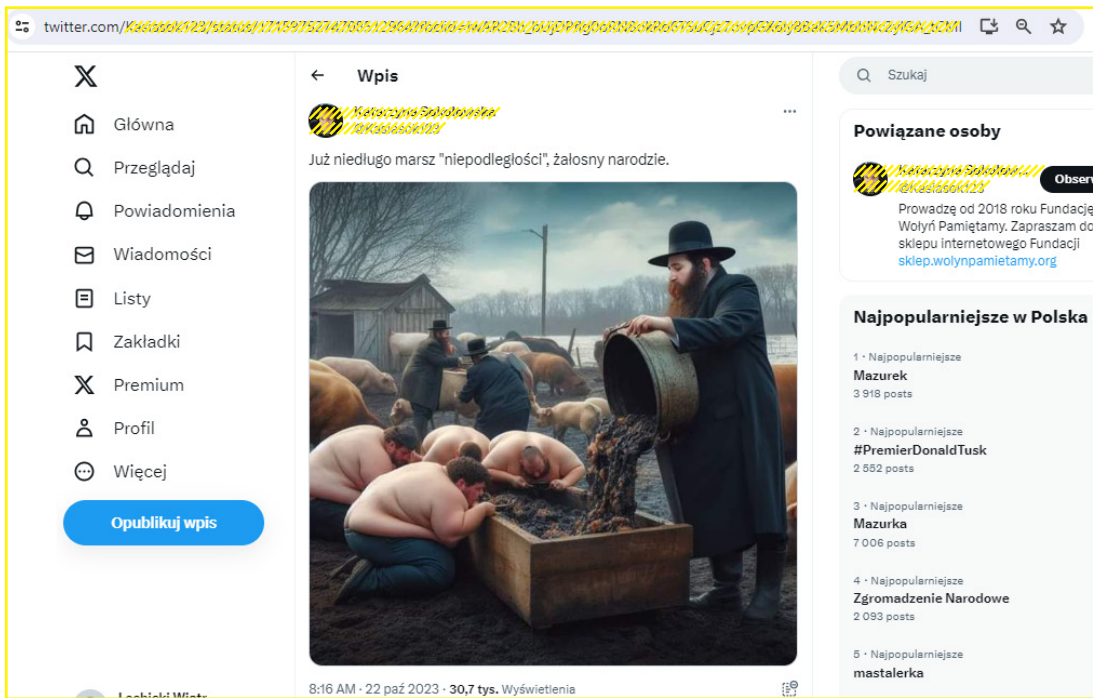 twitter.com/
Wpis
Szukaj
Główna
Przeglądaj
Powiadomienia
Wiadomości
Listy
Zakładki
Premium
Profil
Więcej
Opublikuj wpis
Już niedługo marsz "niepodległości", żałosny narodzie.
8:16 AM · 22 paź 2023 · 30,7 tys. Wyświetlenia
Powiązane osoby
Prowadzę od 2018 roku Fundację
Wołyń Pamiętamy. Zapraszam do
sklepu internetowego Fundacji
sklep.wolynpamietamy.org
Najpopularniejsze w Polska
1 · Najpopularniejsze
Mazurek
3 918 posts
2 · Najpopularniejsze
#PremierDonaldTusk
2 552 posts
3 · Najpopularniejsze
Mazurka
7 006 posts
4 · Najpopularniejsze
Zgromadzenie Narodowe
2 093 posts
5 · Najpopularniejsze
mastalerka